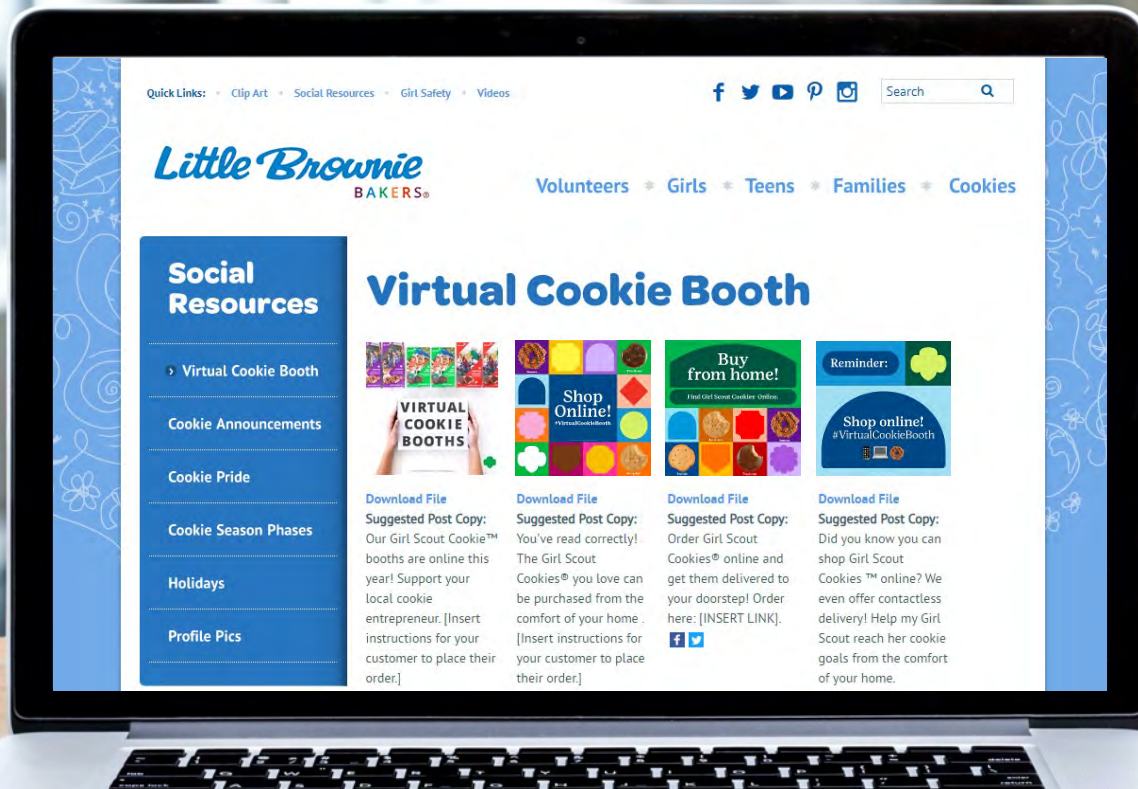 Quick Links: Clip Art Social Resources Girl Safety Videos
Search
Little Brownie
BAKERS®
Volunteers Girls Teens Families Cookies
Social
Resources
Virtual Cookie Booth
Cookie Announcements
Cookie Pride
Cookie Season Phases
Holidays
Profile Pics
Virtual Cookie Booth
VIRTUAL
COOKIE
BOOTHS
Download File
Suggested Post Copy:
Our Girl Scout Cookie™
booths are online this
year! Support your
local cookie
entrepreneur. [Insert
instructions for your
customer to place their
order.]
Shop
Online!
#VirtualCookieBooth
Download File
Suggested Post Copy:
You've read correctly!
The Girl Scout
Cookies® you love can
be purchased from the
comfort of your home .
[Insert instructions for
your customer to place
their order.]
Buy
from home!
Find Girl Scout Cookies Online.
Download File
Suggested Post Copy:
Order Girl Scout
Cookies® online and
get them delivered to
your doorstep! Order
here: [INSERT LINK].
Reminder:
Shop online!
#VirtualCookieBooth
Download File
Suggested Post Copy:
Did you know you can
shop Girl Scout
Cookies ™ online? We
even offer contactless
delivery! Help my Girl
Scout reach her cookie
goals from the comfort
of your home.